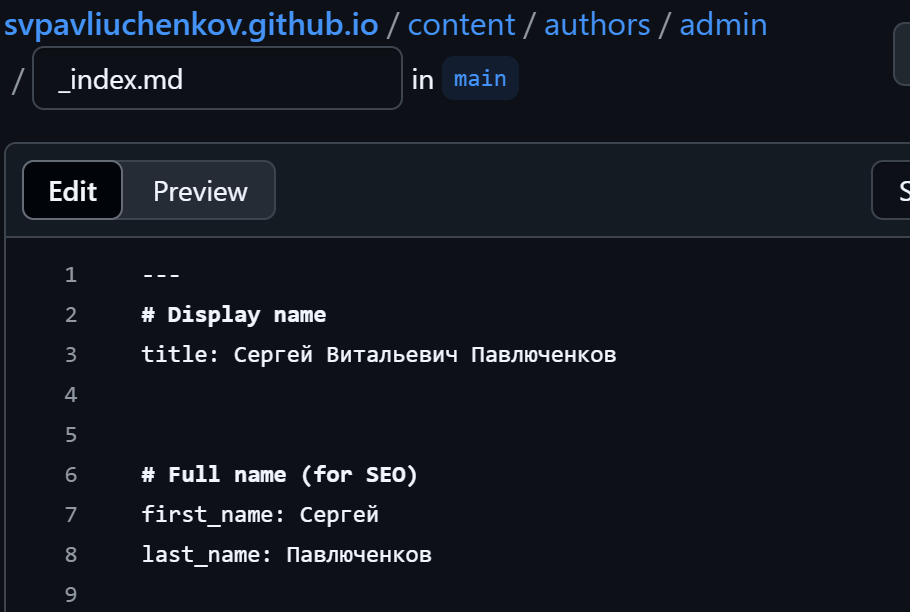 svpavliuchenkov.github.io / content / authors / admin
/ _index.md in main
Edit Preview S
1 ---
2 # Display name
3 title: Сергей Витальевич Павлюченков
4
5
6 # Full name (for SEO)
7 first_name: Сергей
8 last_name: Павлюченков
9